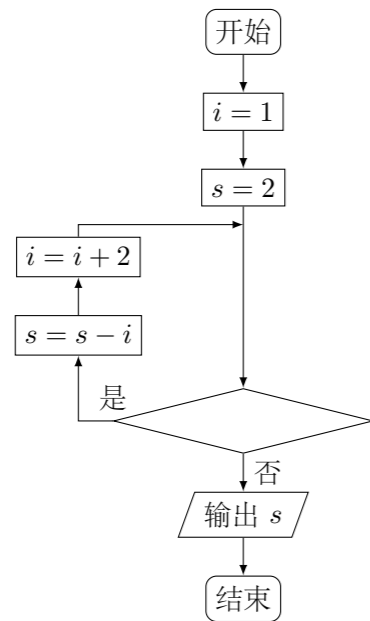 开始
i = 1
s = 2
i = i + 2
s = s − i
是
否
输出 s
结束